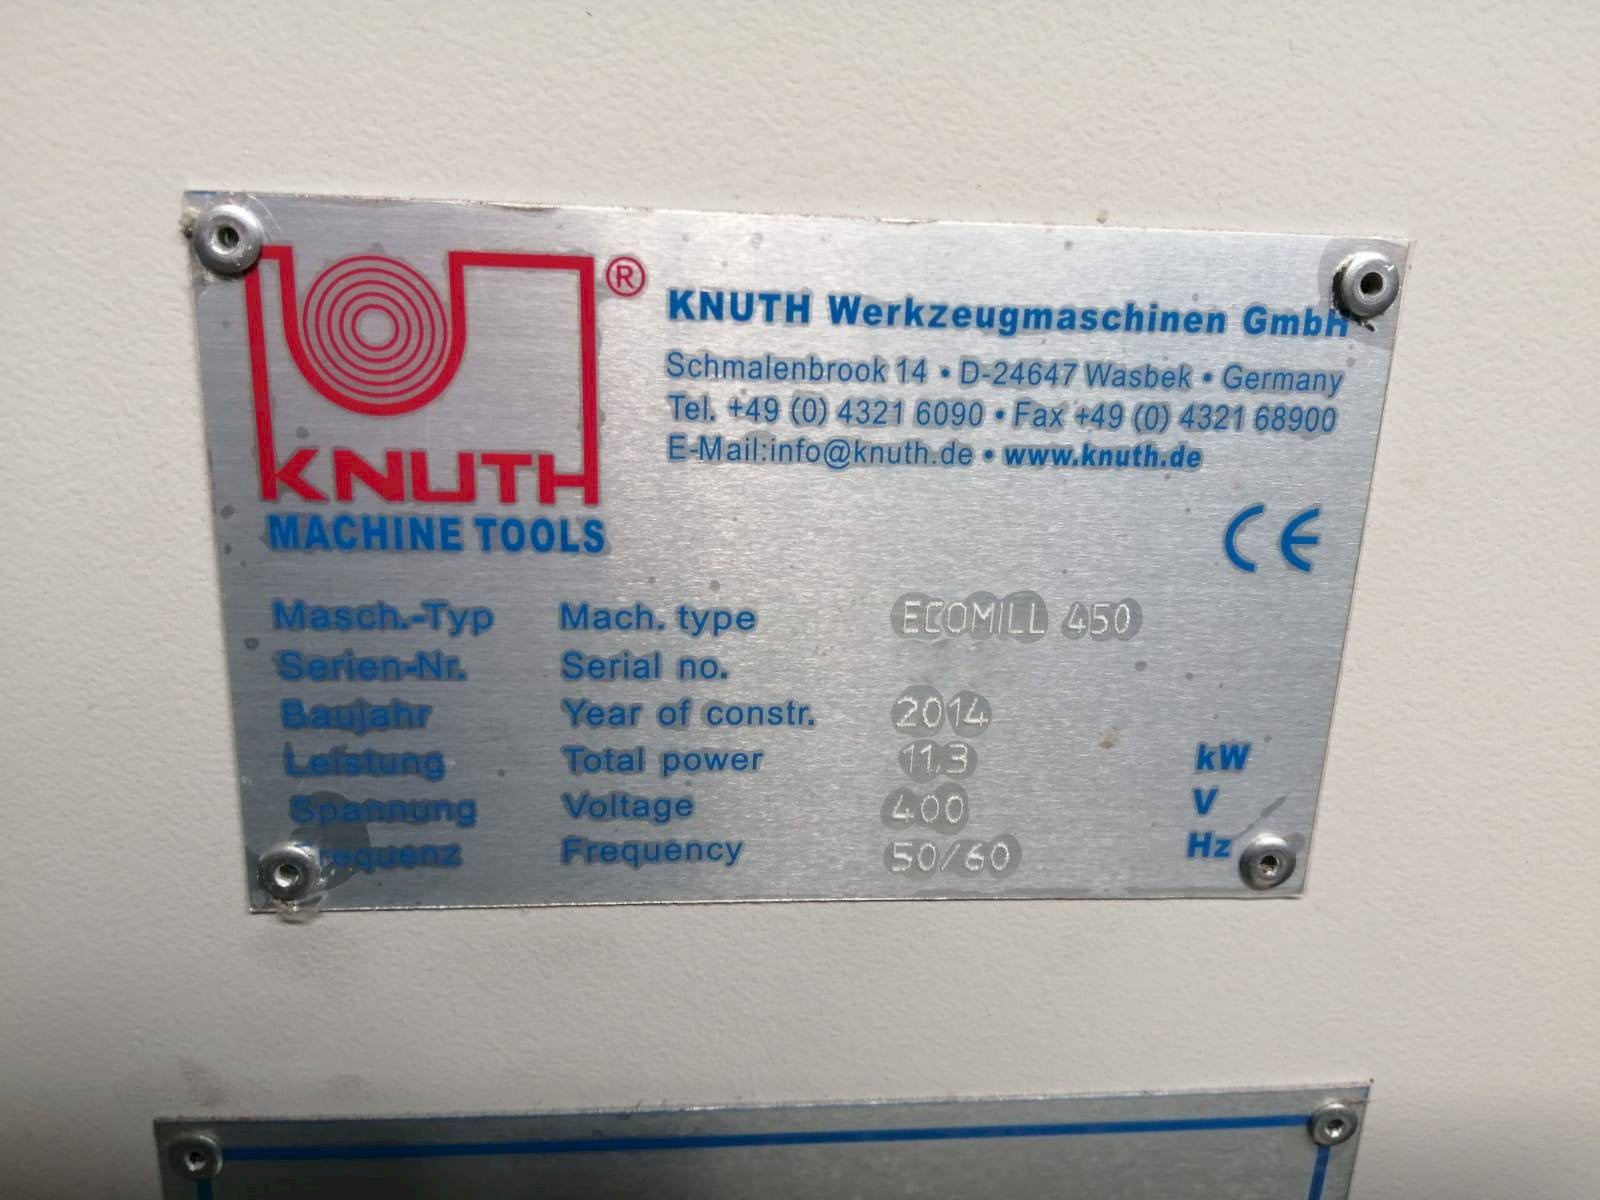 ®
KNUTH
MACHINE TOOLS
KNUTH Werkzeugmaschinen GmbH
Schmalenbrook 14 • D-24647 Wasbek • Germany
Tel. +49 (0) 4321 6090 • Fax +49 (0) 4321 68900
E-Mail:info@knuth.de • www.knuth.de
CE
Masch.-Typ Mach. type ECOMILL 450
Serien-Nr. Serial no.
Baujahr Year of constr. 2014
Leistung Total power 11,3 kW
Spannung Voltage 400 V
Frequenz Frequency 50/60 Hz